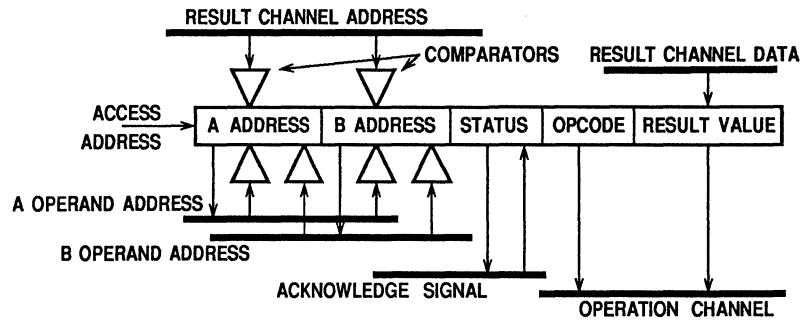 RESULT CHANNEL ADDRESS
COMPARATORS
RESULT CHANNEL DATA
ACCESS
ADDRESS
A ADDRESS
B ADDRESS
STATUS
OPCODE
RESULT VALUE
A OPERAND ADDRESS
B OPERAND ADDRESS
ACKNOWLEDGE SIGNAL
OPERATION CHANNEL